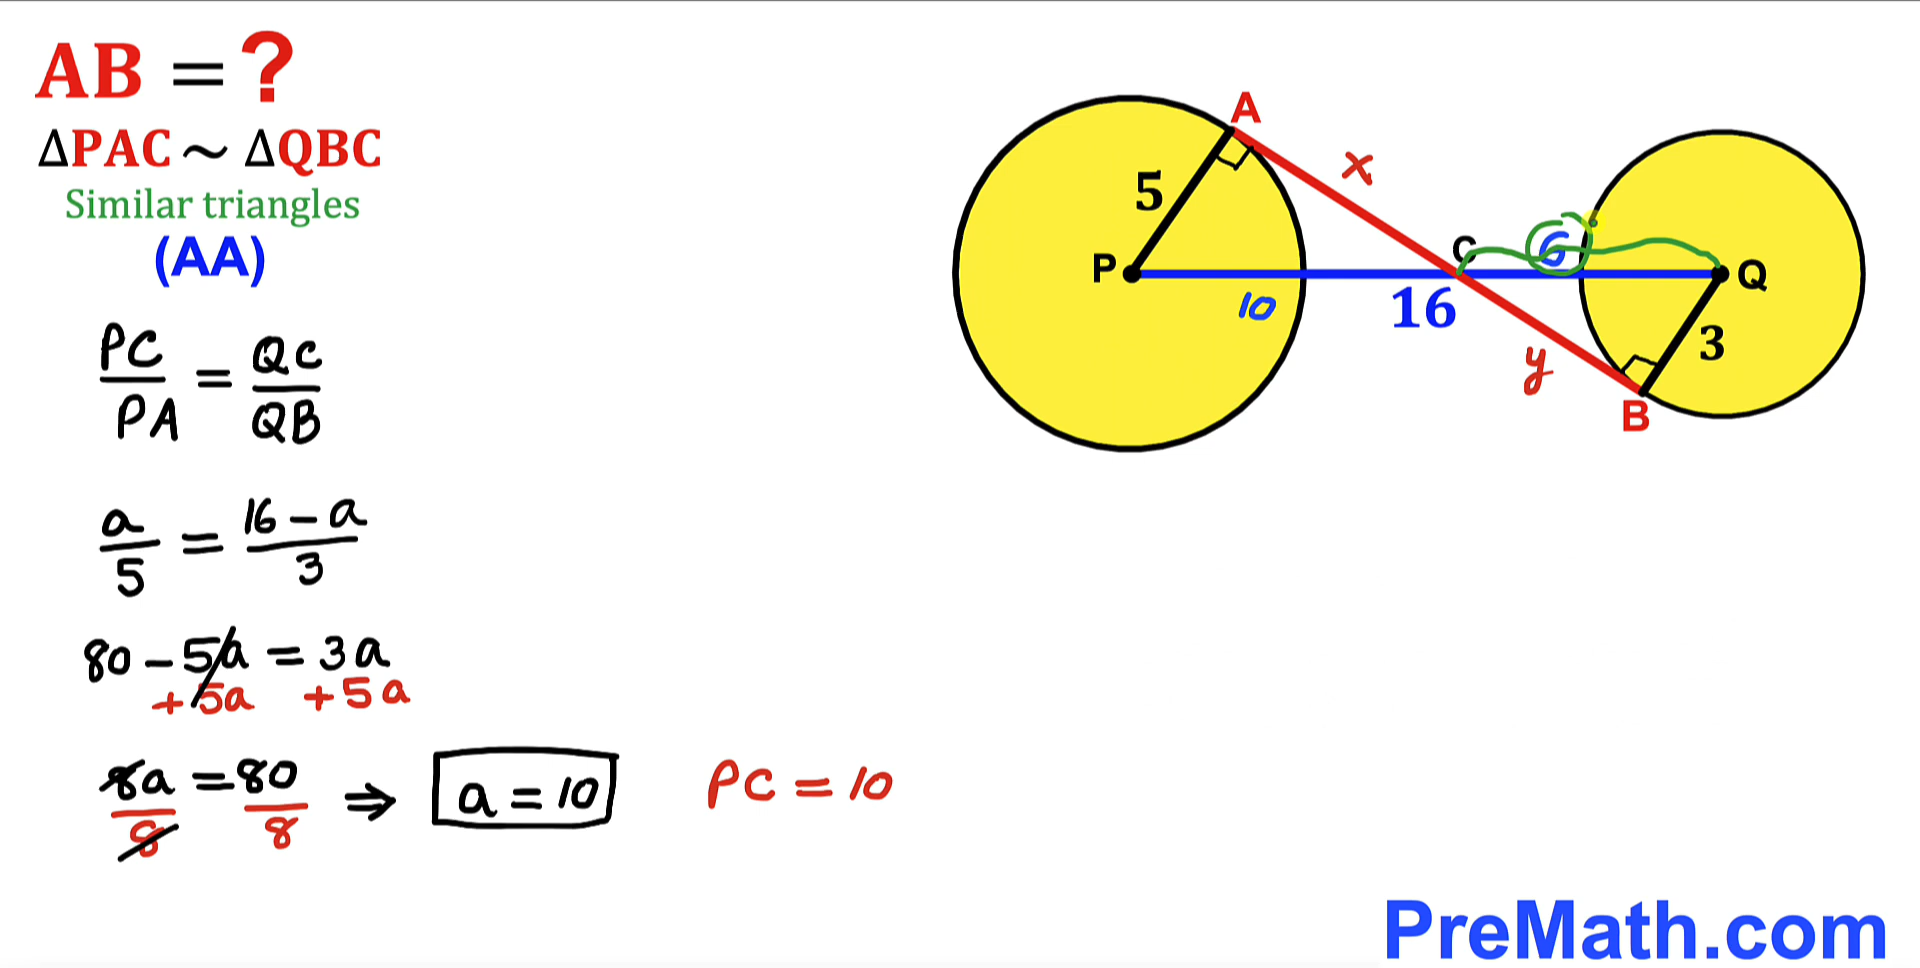 AB = ?
ΔPAC ~ ΔQBC
Similar triangles
(AA)
PC/PA = QC/QB
a/5 = 16 - a/3
80 - 5a = 3a
+5a +5a
8a = 80 ⇒ a = 10 PC = 10
8 8
A
x
5
C
6
P
Q
10
16
3
y
B
PreMath.com